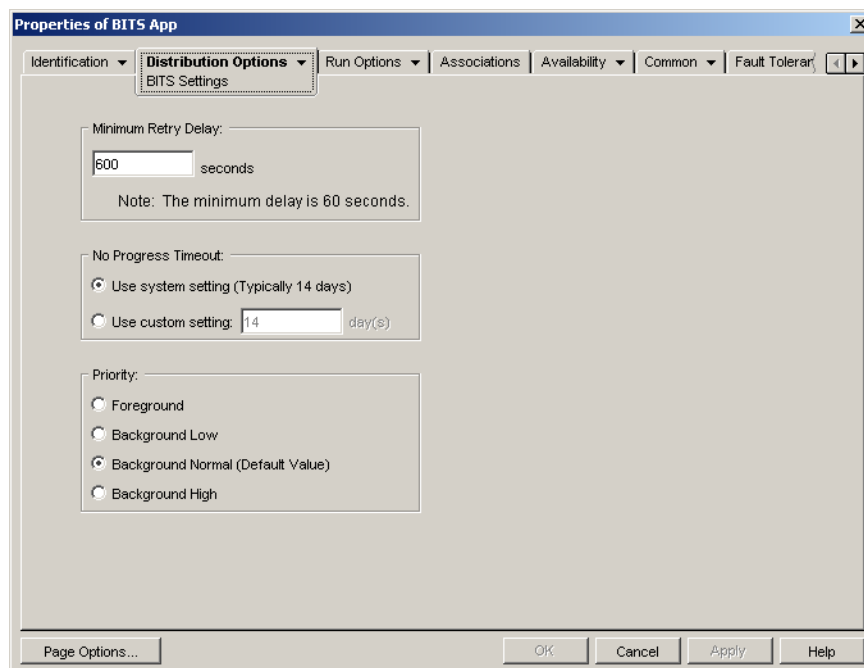 Properties of BITS App
Identification Distribution Options Run Options Associations Availability Common Fault Toleran
BITS Settings
Minimum Retry Delay:
600 seconds
Note: The minimum delay is 60 seconds.
No Progress Timeout:
Use system setting (Typically 14 days)
Use custom setting: 14 day(s)
Priority:
Foreground
Background Low
Background Normal (Default Value)
Background High
Page Options... OK Cancel Apply Help